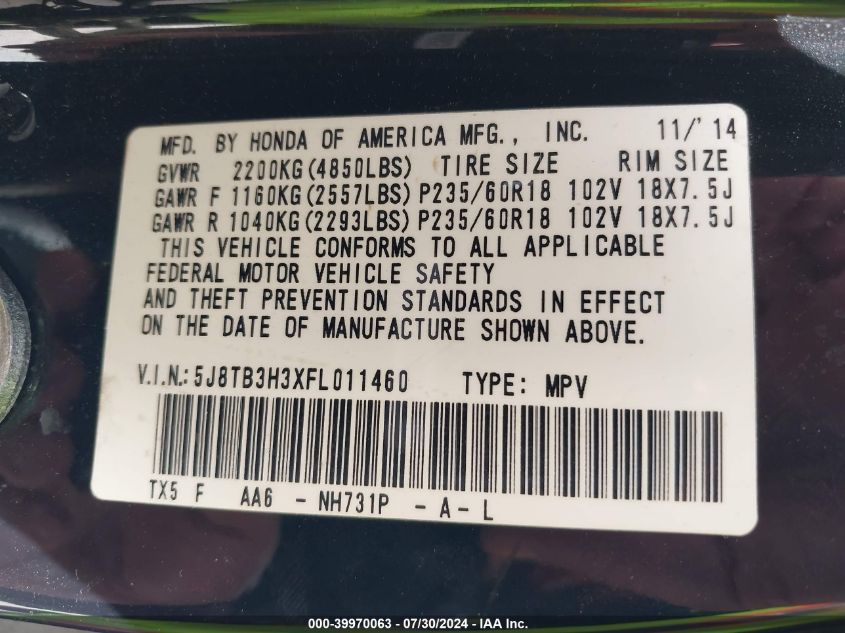 MFD. BY HONDA OF AMERICA MFG., INC. 11/'14
GVWR 2200KG(4850LBS) TIRE SIZE RIM SIZE
GAWR F 1160KG(2557LBS) P235/60R18 102V 18X7.5J
GAWR R 1040KG(2293LBS) P235/60R18 102V 18X7.5J
THIS VEHICLE CONFORMS TO ALL APPLICABLE
FEDERAL MOTOR VEHICLE SAFETY
AND THEFT PREVENTION STANDARDS IN EFFECT
ON THE DATE OF MANUFACTURE SHOWN ABOVE.
V.I.N.: 5J8TB3H3XFL011460 TYPE: MPV
TX5 F AA6 - NH731P - A - L
000-39970063 - 07/30/2024 - IAA Inc.